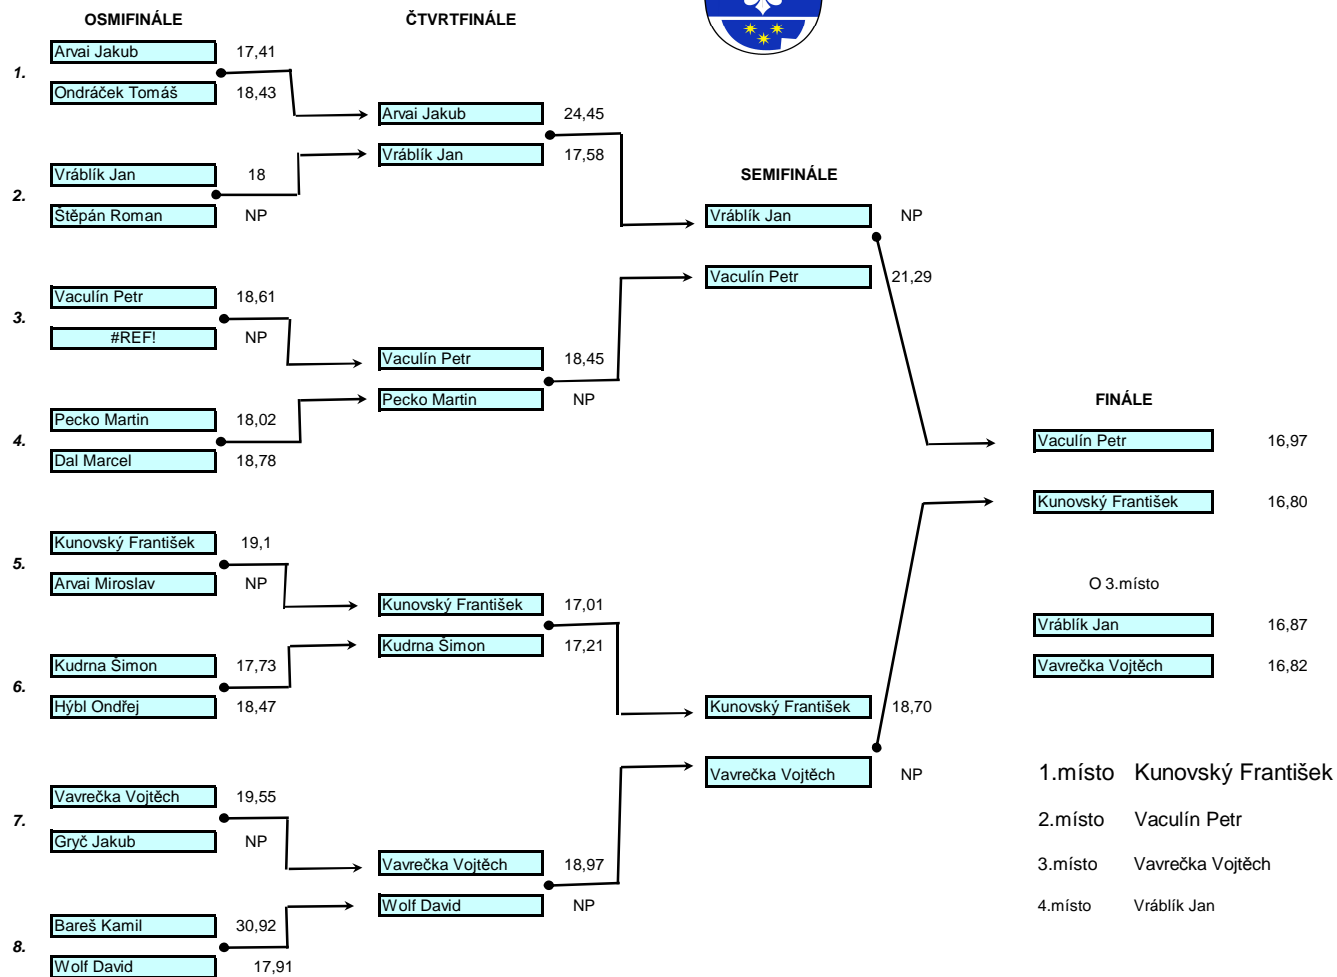 OSMIFINÁLE
ČTVRTFINÁLE
Arvai Jakub 17,41
1.
Ondráček Tomáš 18,43
Arvai Jakub 24,45
Vráblík Jan 17,58
Vráblík Jan 18
2.
Štěpán Roman NP
SEMIFINÁLE
Vráblík Jan NP
Vaculín Petr 21,29
Vaculín Petr 18,61
3.
#REF! NP
Vaculín Petr 18,45
Pecko Martin NP
Pecko Martin 18,02
4.
Dal Marcel 18,78
FINÁLE
Vaculín Petr 16,97
Kunovský František 16,80
Kunovský František 19,1
5.
Arvai Miroslav NP
O 3.místo
Kunovský František 17,01
Kudrna Šimon 17,21
Vráblík Jan 16,87
Vavrečka Vojtěch 16,82
Kudrna Šimon 17,73
6.
Hýbl Ondřej 18,47
Kunovský František 18,70
Vavrečka Vojtěch NP
1.místo Kunovský František
2.místo Vaculín Petr
3.místo Vavrečka Vojtěch
4.místo Vráblík Jan
Vavrečka Vojtěch 19,55
7.
Gryč Jakub NP
Vavrečka Vojtěch 18,97
Wolf David NP
Bareš Kamil 30,92
8.
Wolf David 17,91